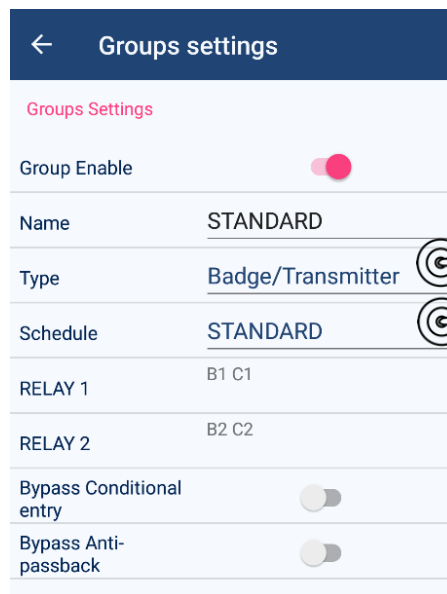 Groups settings
Groups Settings
Group Enable
Name STANDARD
Type Badge/Transmitter
Schedule STANDARD
RELAY 1 B1 C1
RELAY 2 B2 C2
Bypass Conditional
entry
Bypass Anti-
passback